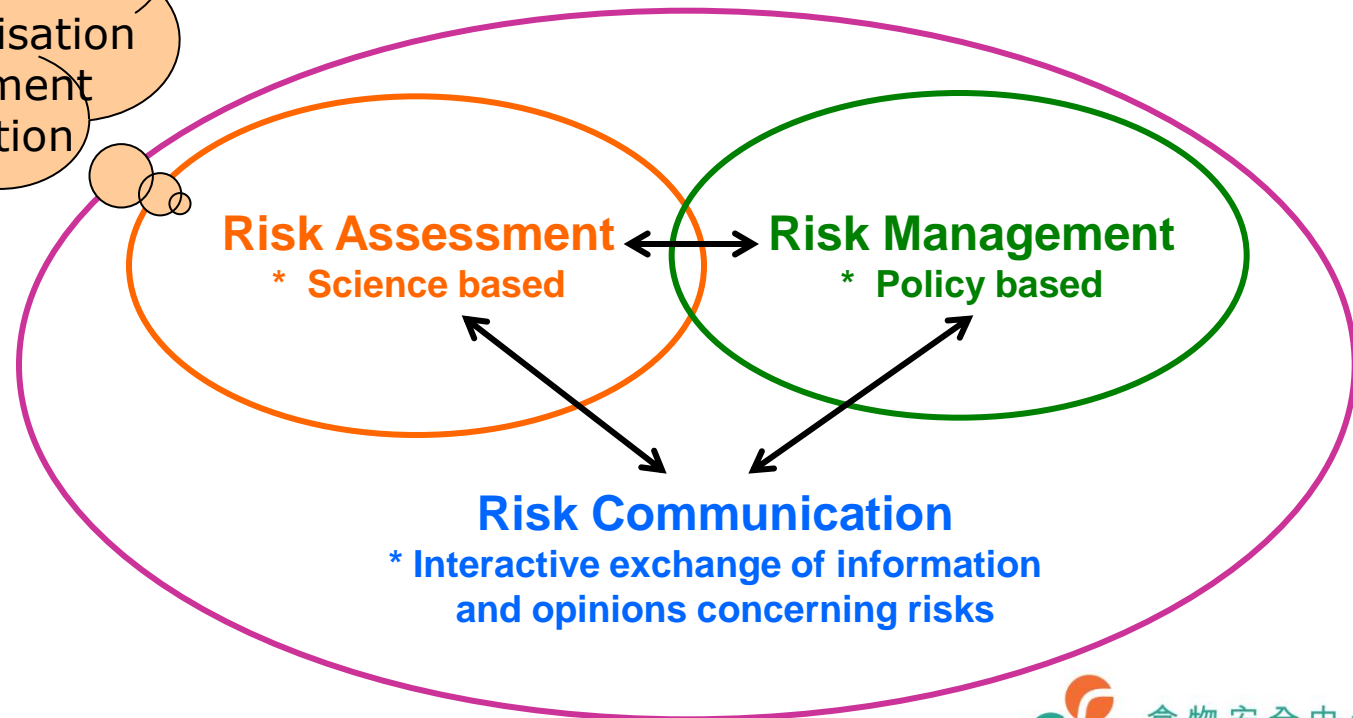 isation
ment
tion
Risk Assessment
* Science based
Risk Management
* Policy based
Risk Communication
* Interactive exchange of information
and opinions concerning risks